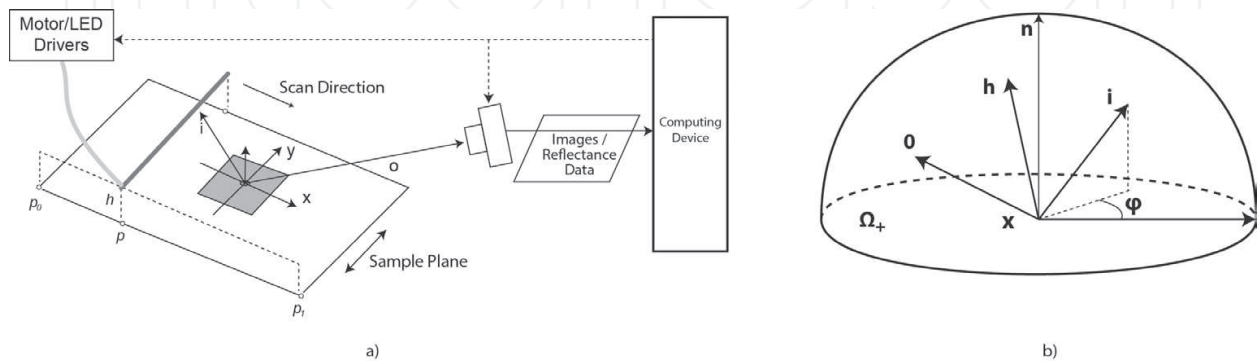 Motor/LED
Drivers
Scan Direction
i
y
o
x
h
p0
p
p1
Sample Plane
Images /
Reflectance
Data
Computing
Device
a)
n
h
i
0
φ
Ω+
x
b)